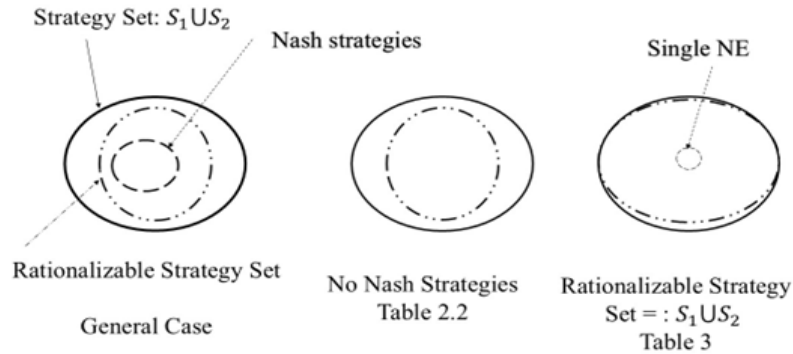 Strategy Set: S₁∪S₂
Nash strategies
Single NE
Rationalizable Strategy Set
General Case
No Nash Strategies
Table 2.2
Rationalizable Strategy
Set = : S₁∪S₂
Table 3